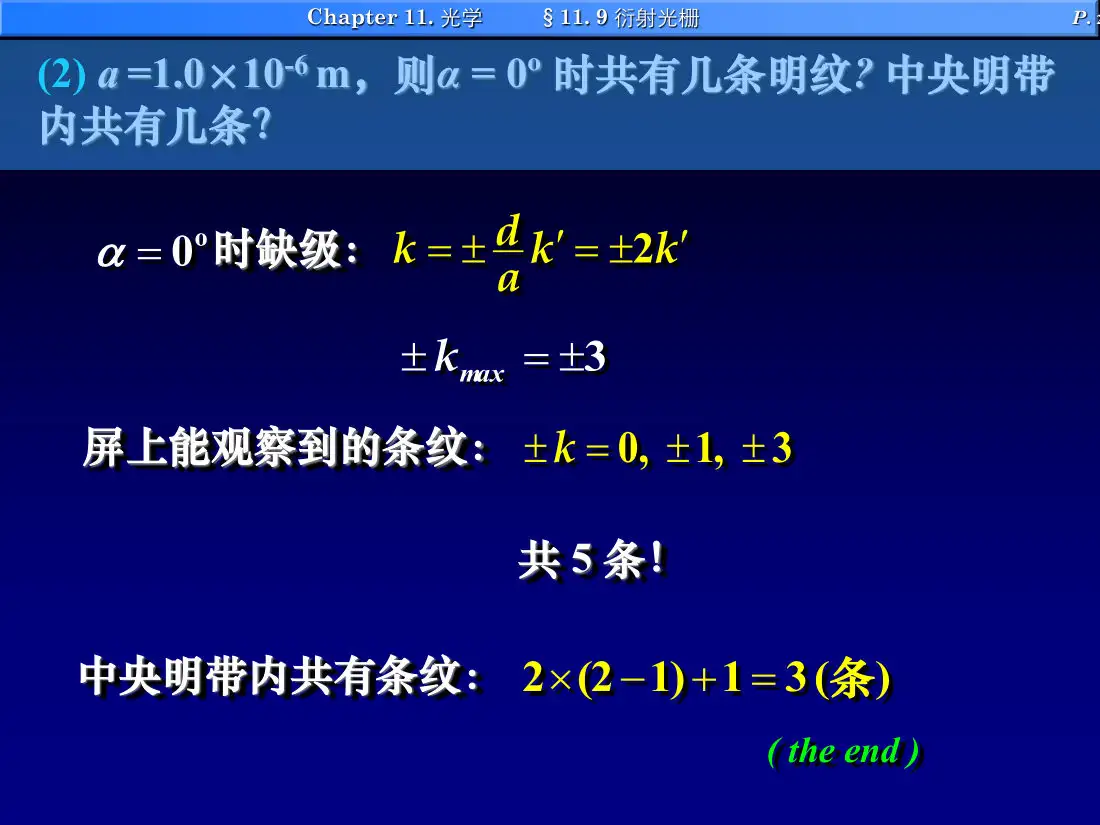 Chapter 11. 光学 §11. 9 衍射光栅 P.
(2) a =1.0×10-6 m，则α = 0º 时共有几条明纹? 中央明带
内共有几条?
α = 0º 时缺级： k = ± d/a k′ = ±2k′
± kmax = ±3
屏上能观察到的条纹： ± k = 0, ± 1, ± 3
共 5 条！
中央明带内共有条纹： 2×(2−1)+1=3(条)
( the end )